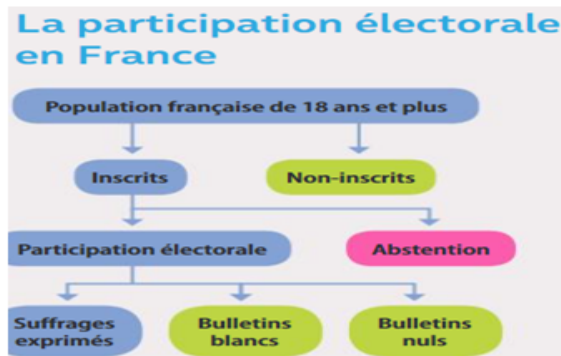 La participation électorale
en France
Population française de 18 ans et plus
Inscrits
Non-inscrits
Participation électorale
Abstention
Suffrages
exprimés
Bulletins
blancs
Bulletins
nuls